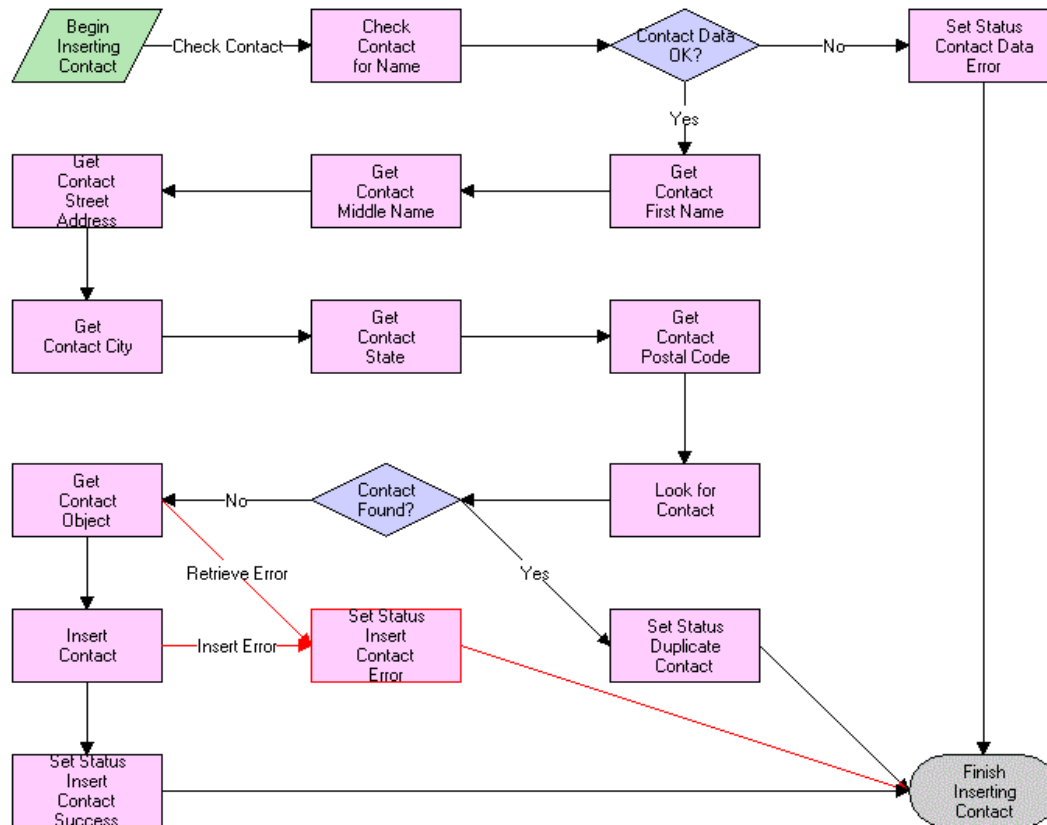 Begin
Inserting
Contact
Check Contact
Check
Contact
for Name
Contact Data
OK?
No
Set Status
Contact Data
Error
Yes
Get
Contact
Street
Address
Get
Contact
Middle Name
Get
Contact
First Name
Get
Contact City
Get
Contact
State
Get
Contact
Postal Code
Get
Contact
Object
No
Contact
Found?
Look for
Contact
Retrieve Error
Yes
Insert
Contact
Insert Error
Set Status
Insert
Contact
Error
Set Status
Duplicate
Contact
Set Status
Insert
Contact
Success
Finish
Inserting
Contact